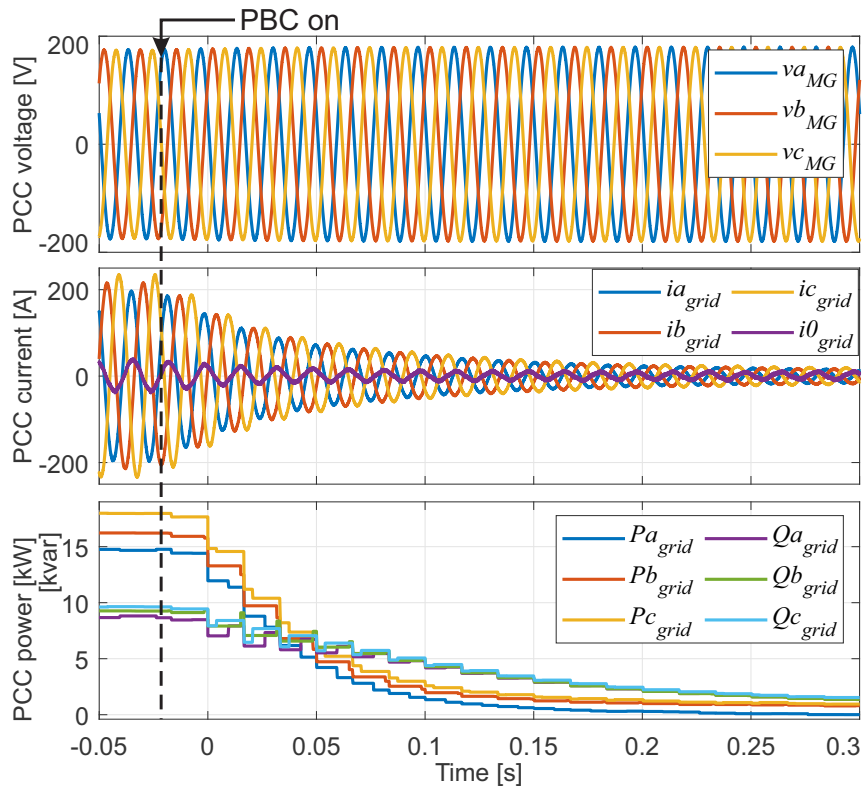 PBC on
PCC voltage [V]
200
0
-200
va_MG
vb_MG
vc_MG
PCC current [A]
200
0
-200
ia_grid ic_grid
ib_grid i0_grid
PCC power [kW]
[kvar]
15
10
5
0
Pa_grid Qa_grid
Pb_grid Qb_grid
Pc_grid Qc_grid
-0.05 0 0.05 0.1 0.15 0.2 0.25 0.3
Time [s]